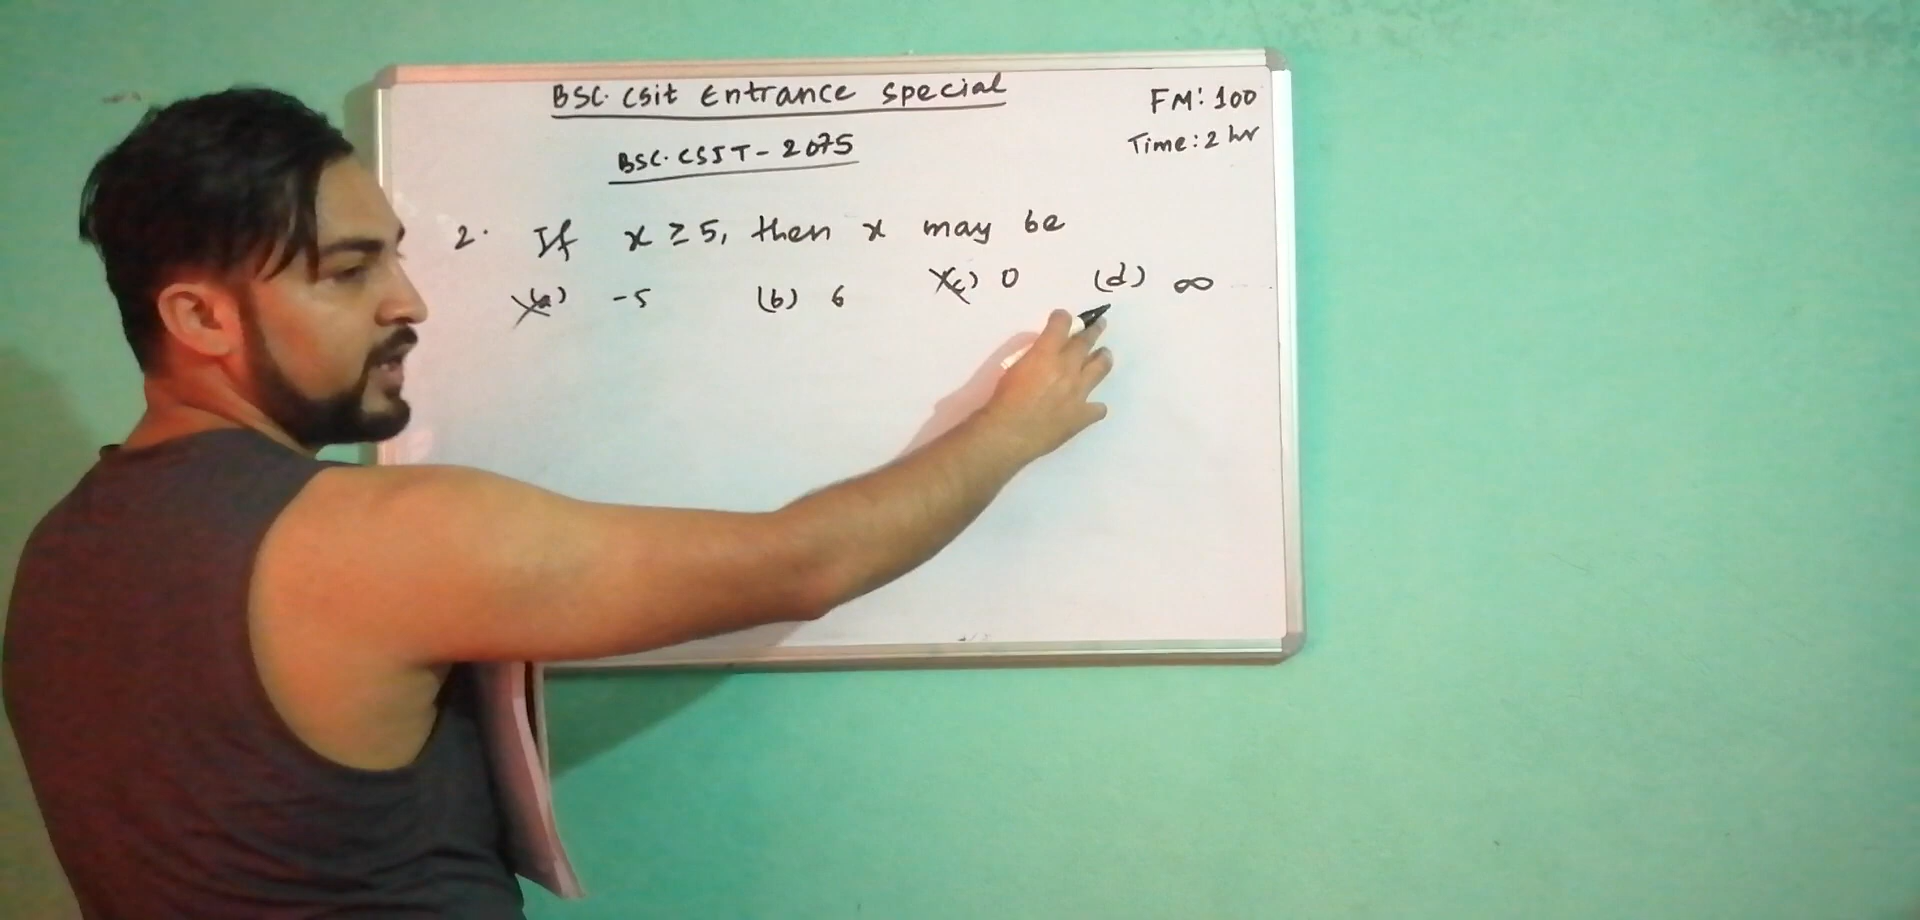 BSC. CSit Entrance Special
FM: 100
Time: 2 hr
BSC. CSIT - 2075
2. If x ≥ 5, then x may be
(a) -5 (b) 6 (c) 0 (d) ∞